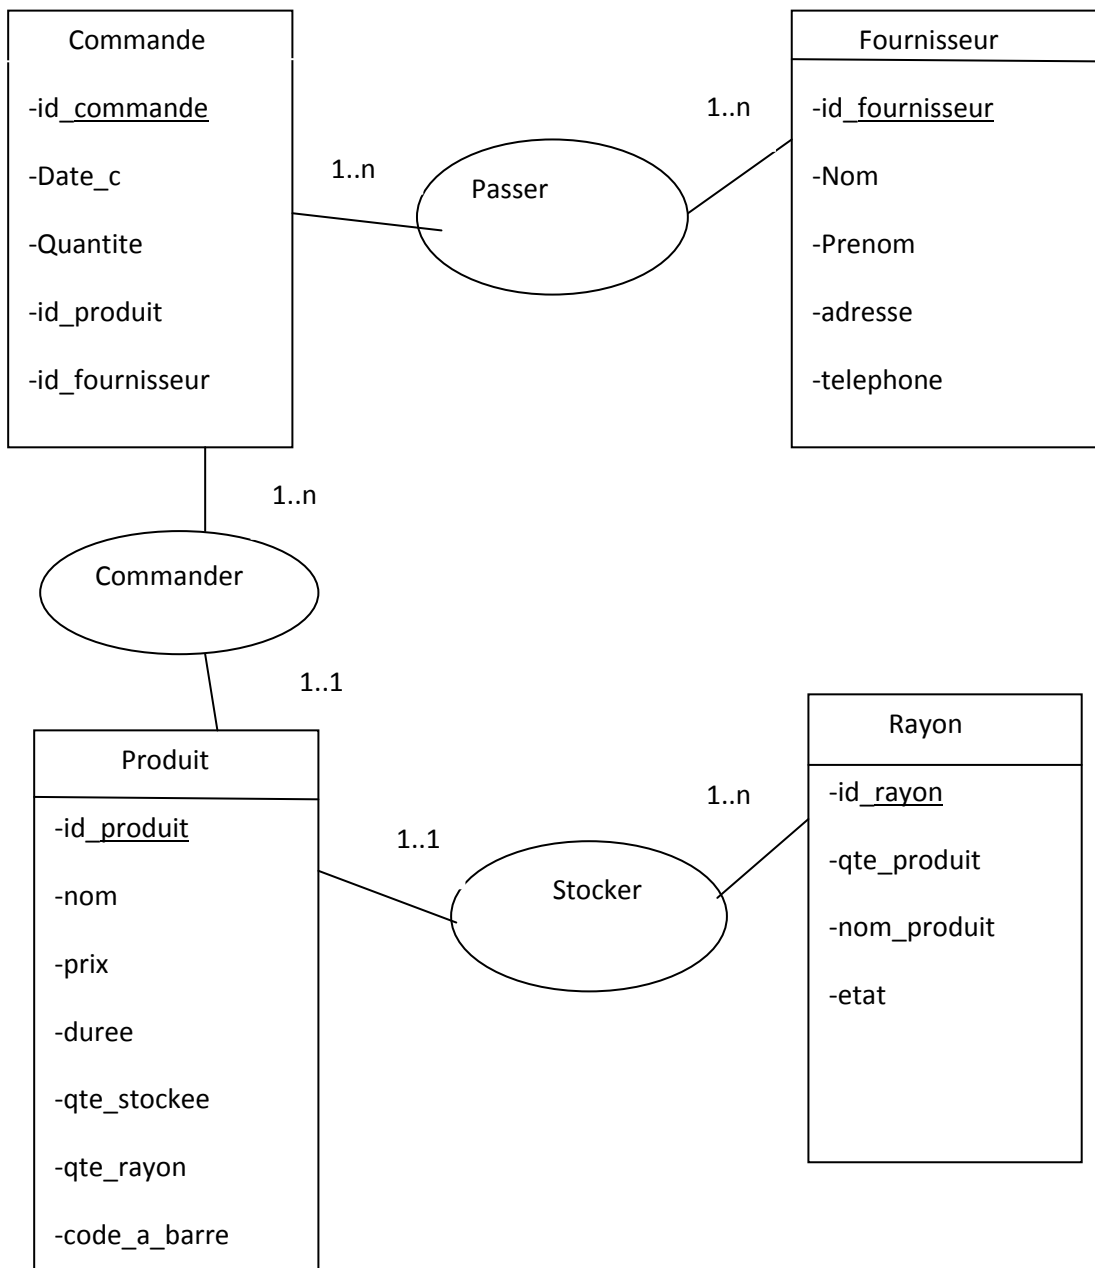 Commande
-id_commande
-Date_c
-Quantite
-id_produit
-id_fournisseur
1..n
Passer
1..n
Fournisseur
-id_fournisseur
-Nom
-Prenom
-adresse
-telephone
1..n
Commander
1..1
Produit
-id_produit
-nom
-prix
-duree
-qte_stockee
-qte_rayon
-code_a_barre
1..1
Stocker
1..n
Rayon
-id_rayon
-qte_produit
-nom_produit
-etat